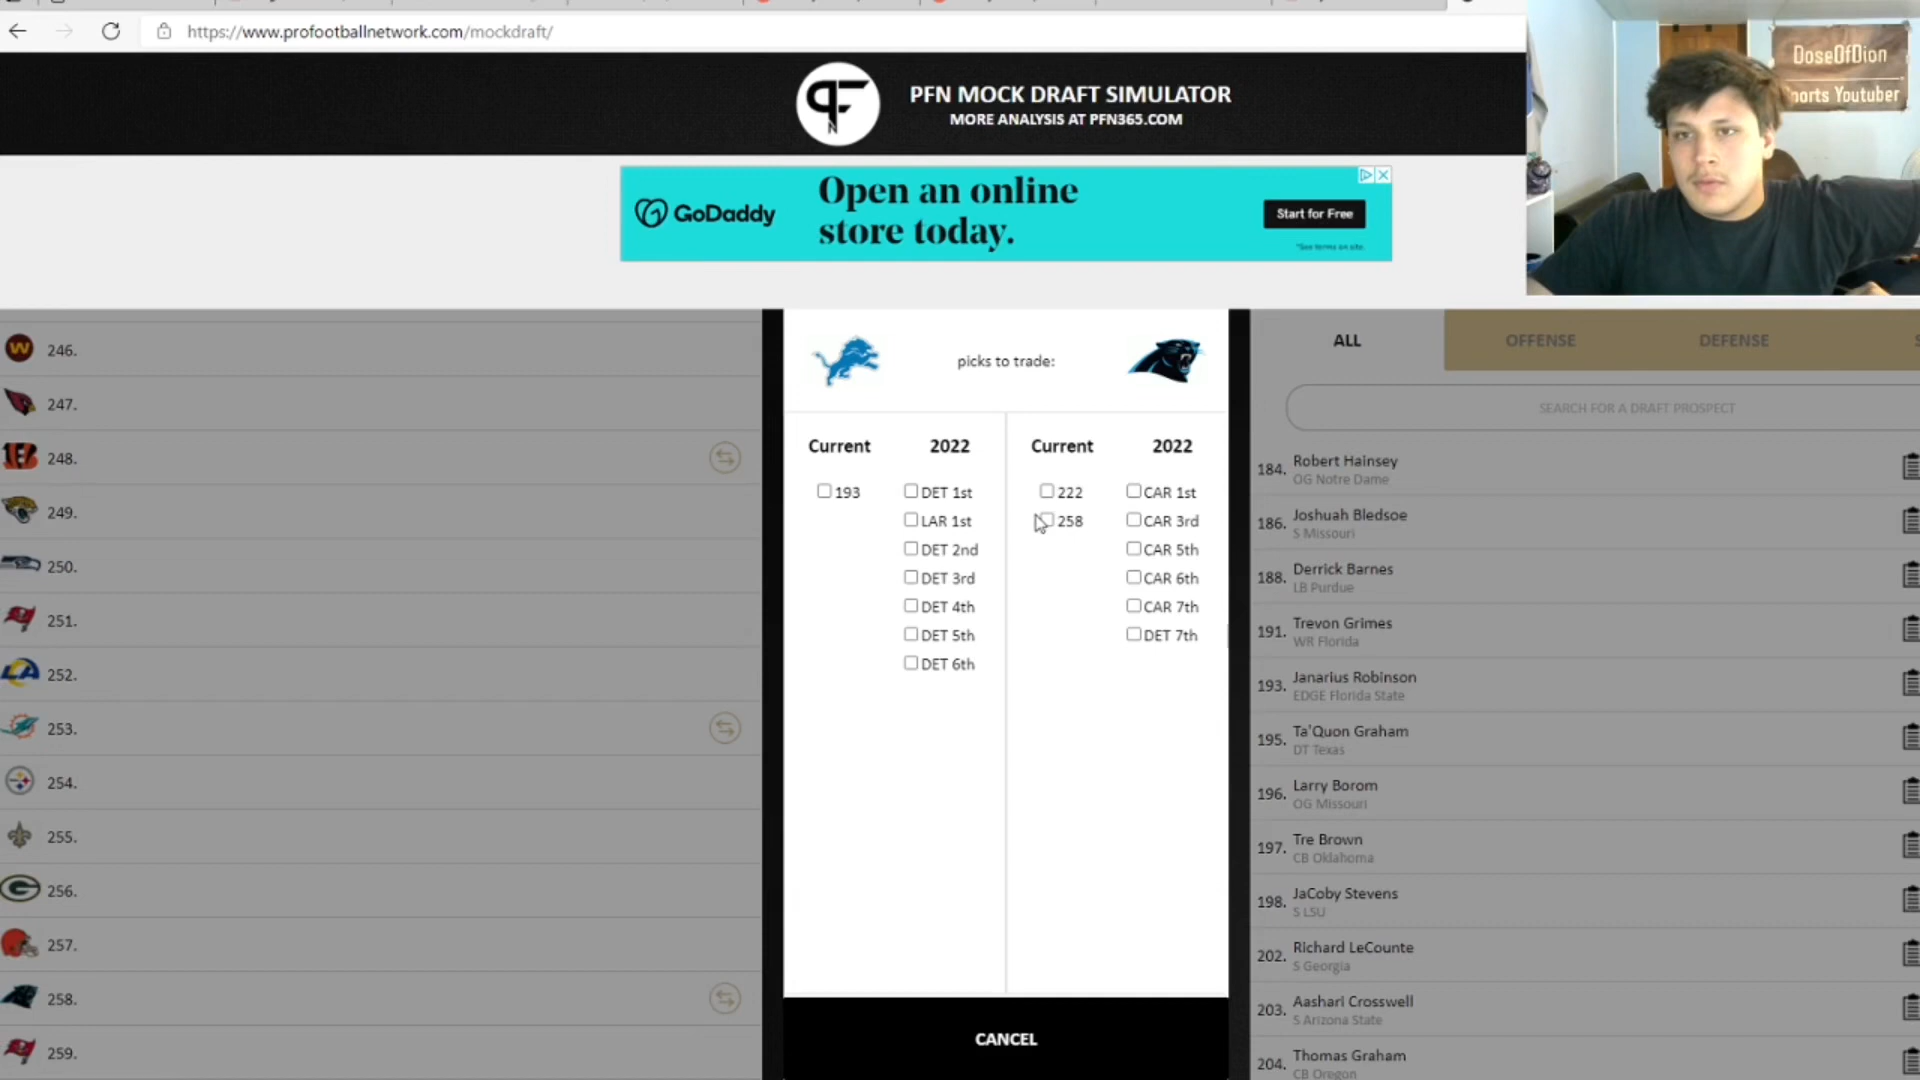 https://www.profootballnetwork.com/mockdraft/
PFN MOCK DRAFT SIMULATOR
MORE ANALYSIS AT PFN365.COM
DoseOfDion
Sports Youtuber
GoDaddy
Open an online
store today.
Start for Free
*See terms on site.
246.
247.
248.
249.
250.
251.
252.
253.
254.
255.
256.
257.
258.
259.
picks to trade:
Current 2022 Current 2022
193 DET 1st 222 CAR 1st
LAR 1st 258 CAR 3rd
DET 2nd CAR 5th
DET 3rd CAR 6th
DET 4th CAR 7th
DET 5th DET 7th
DET 6th
CANCEL
ALL OFFENSE DEFENSE
SEARCH FOR A DRAFT PROSPECT
184. Robert Hainsey
OG Notre Dame
186. Joshuah Bledsoe
S Missouri
188. Derrick Barnes
LB Purdue
191. Trevon Grimes
WR Florida
193. Janarius Robinson
EDGE Florida State
195. Ta'Quon Graham
DT Texas
196. Larry Borom
OG Missouri
197. Tre Brown
CB Oklahoma
198. JaCoby Stevens
S LSU
202. Richard LeCounte
S Georgia
203. Aashari Crosswell
S Arizona State
204. Thomas Graham
CB Oregon